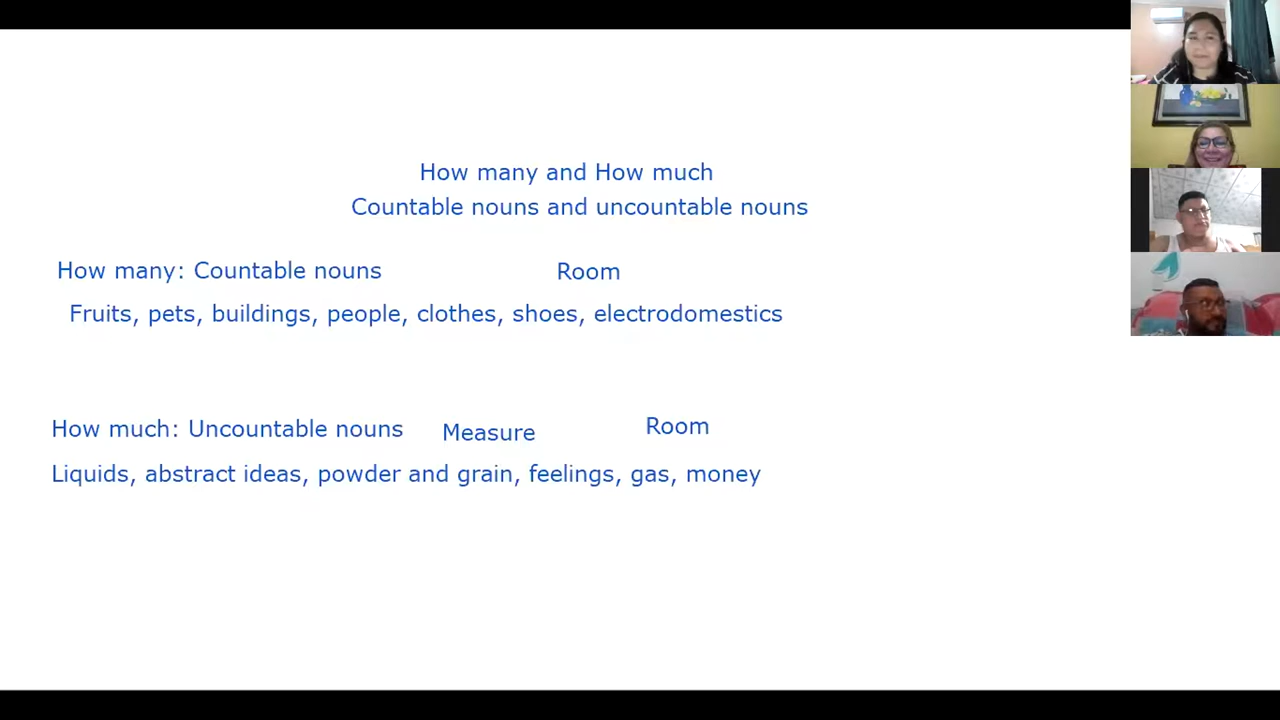 How many and How much
Countable nouns and uncountable nouns
How many: Countable nouns Room
Fruits, pets, buildings, people, clothes, shoes, electrodomestics
How much: Uncountable nouns Measure Room
Liquids, abstract ideas, powder and grain, feelings, gas, money